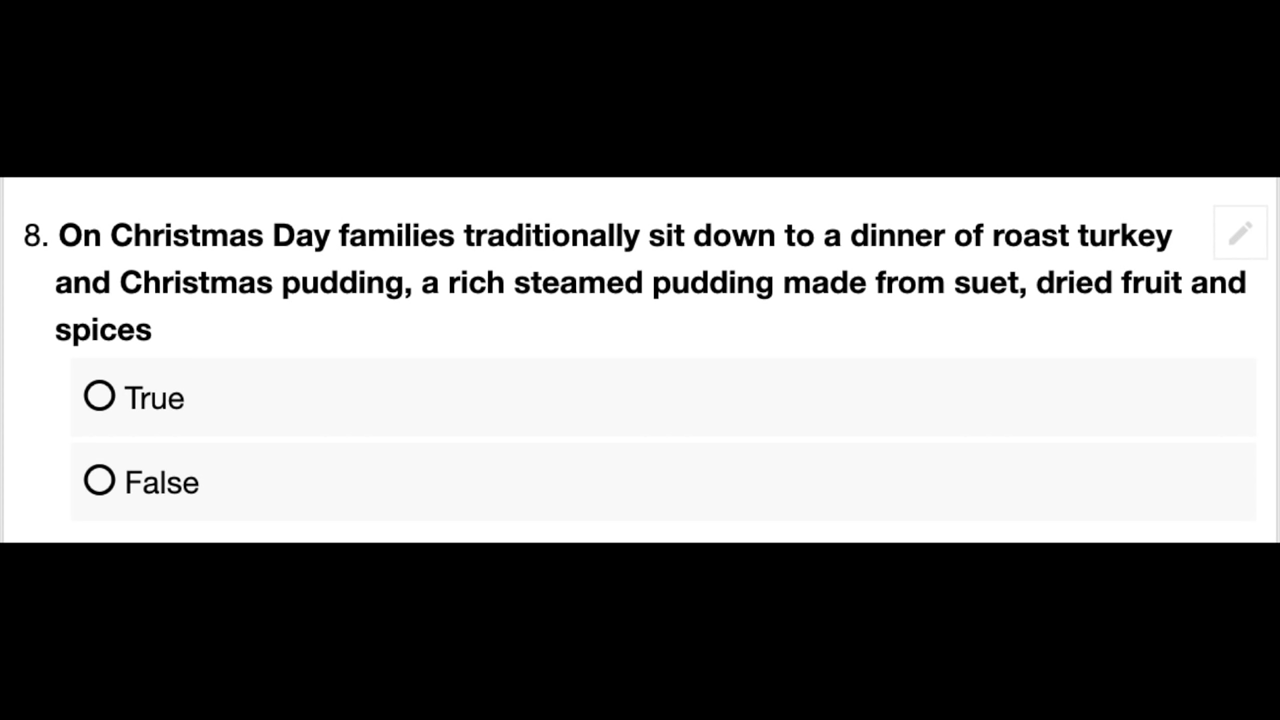 8. On Christmas Day families traditionally sit down to a dinner of roast turkey
and Christmas pudding, a rich steamed pudding made from suet, dried fruit and
spices
True
False